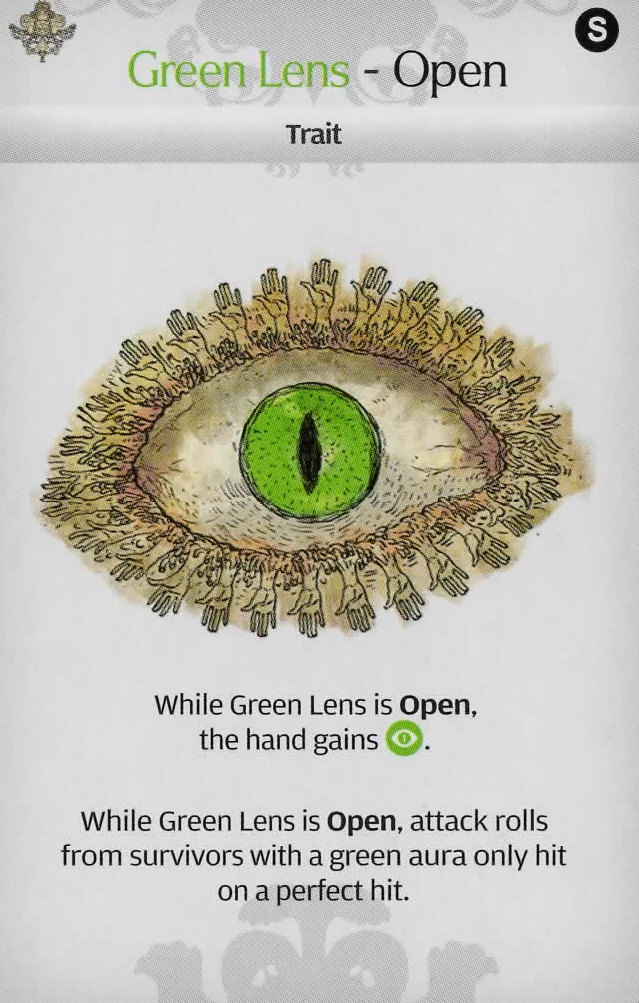 S
Green Lens - Open
Trait
While Green Lens is Open,
the hand gains .
While Green Lens is Open, attack rolls
from survivors with a green aura only hit
on a perfect hit.